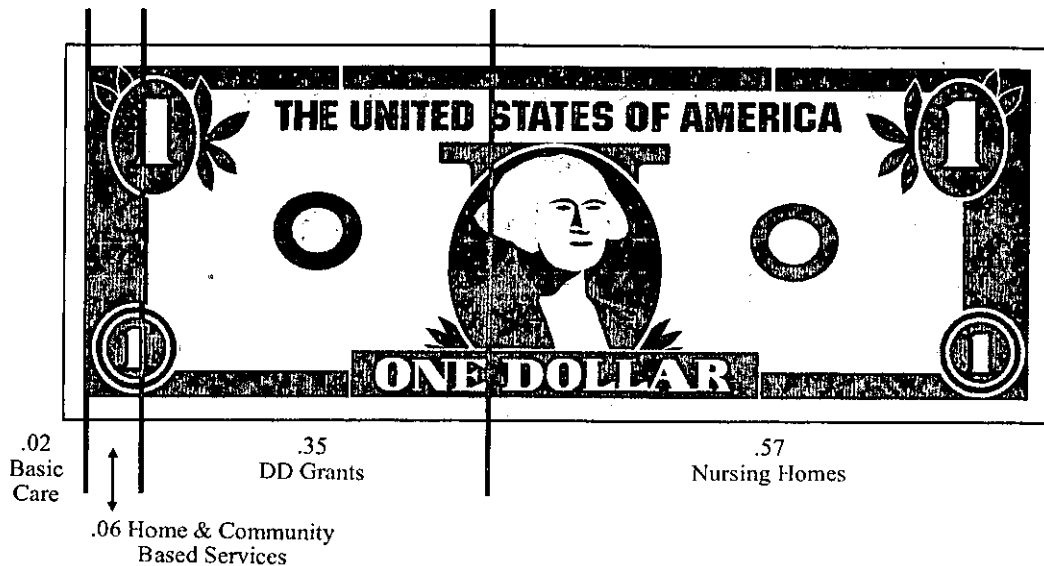 1
1
THE UNITED STATES OF AMERICA
1
1
ONE DOLLAR
.02
Basic
Care
.35
DD Grants
.57
Nursing Homes
.06 Home & Community
Based Services